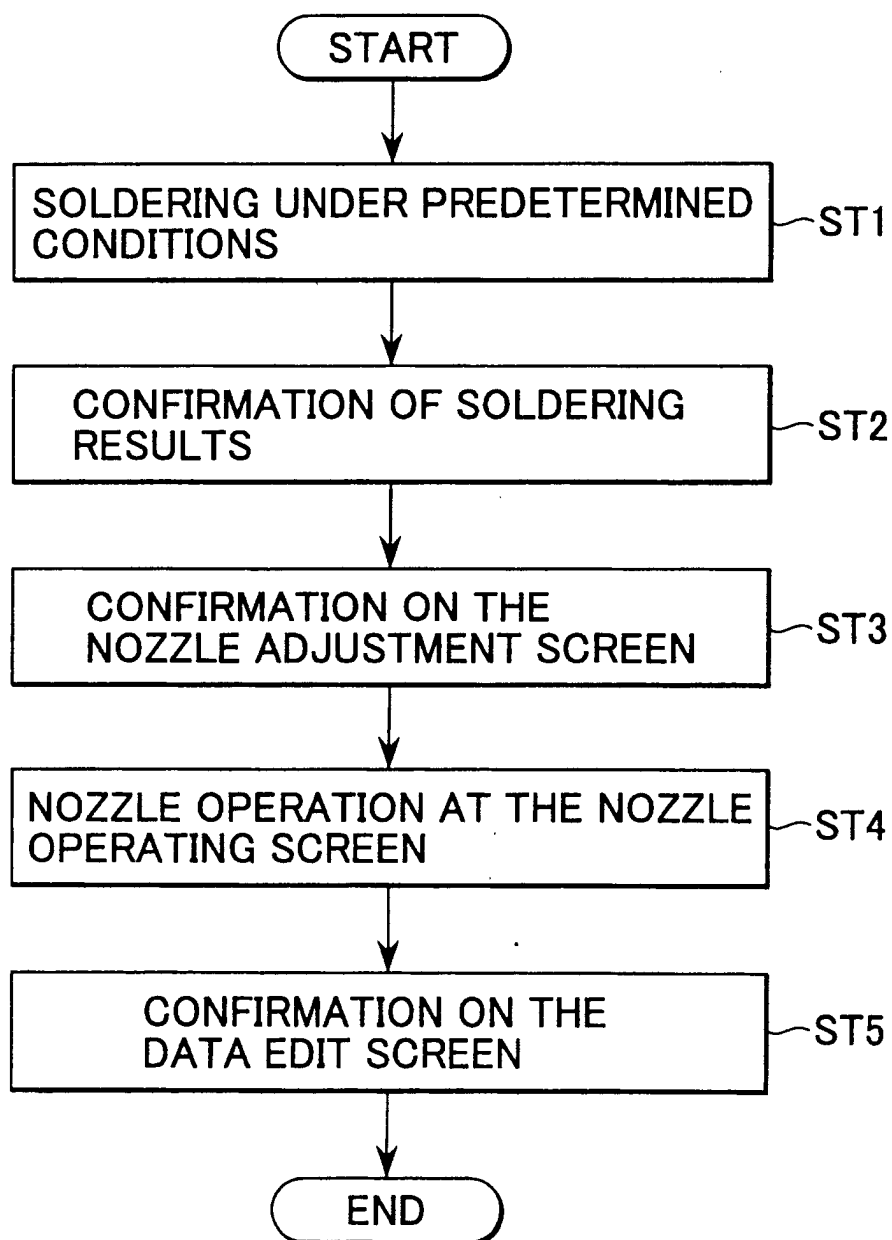 START
SOLDERING UNDER PREDETERMINED
CONDITIONS
ST1
CONFIRMATION OF SOLDERING
RESULTS
ST2
CONFIRMATION ON THE
NOZZLE ADJUSTMENT SCREEN
ST3
NOZZLE OPERATION AT THE NOZZLE
OPERATING SCREEN
ST4
CONFIRMATION ON THE
DATA EDIT SCREEN
ST5
END